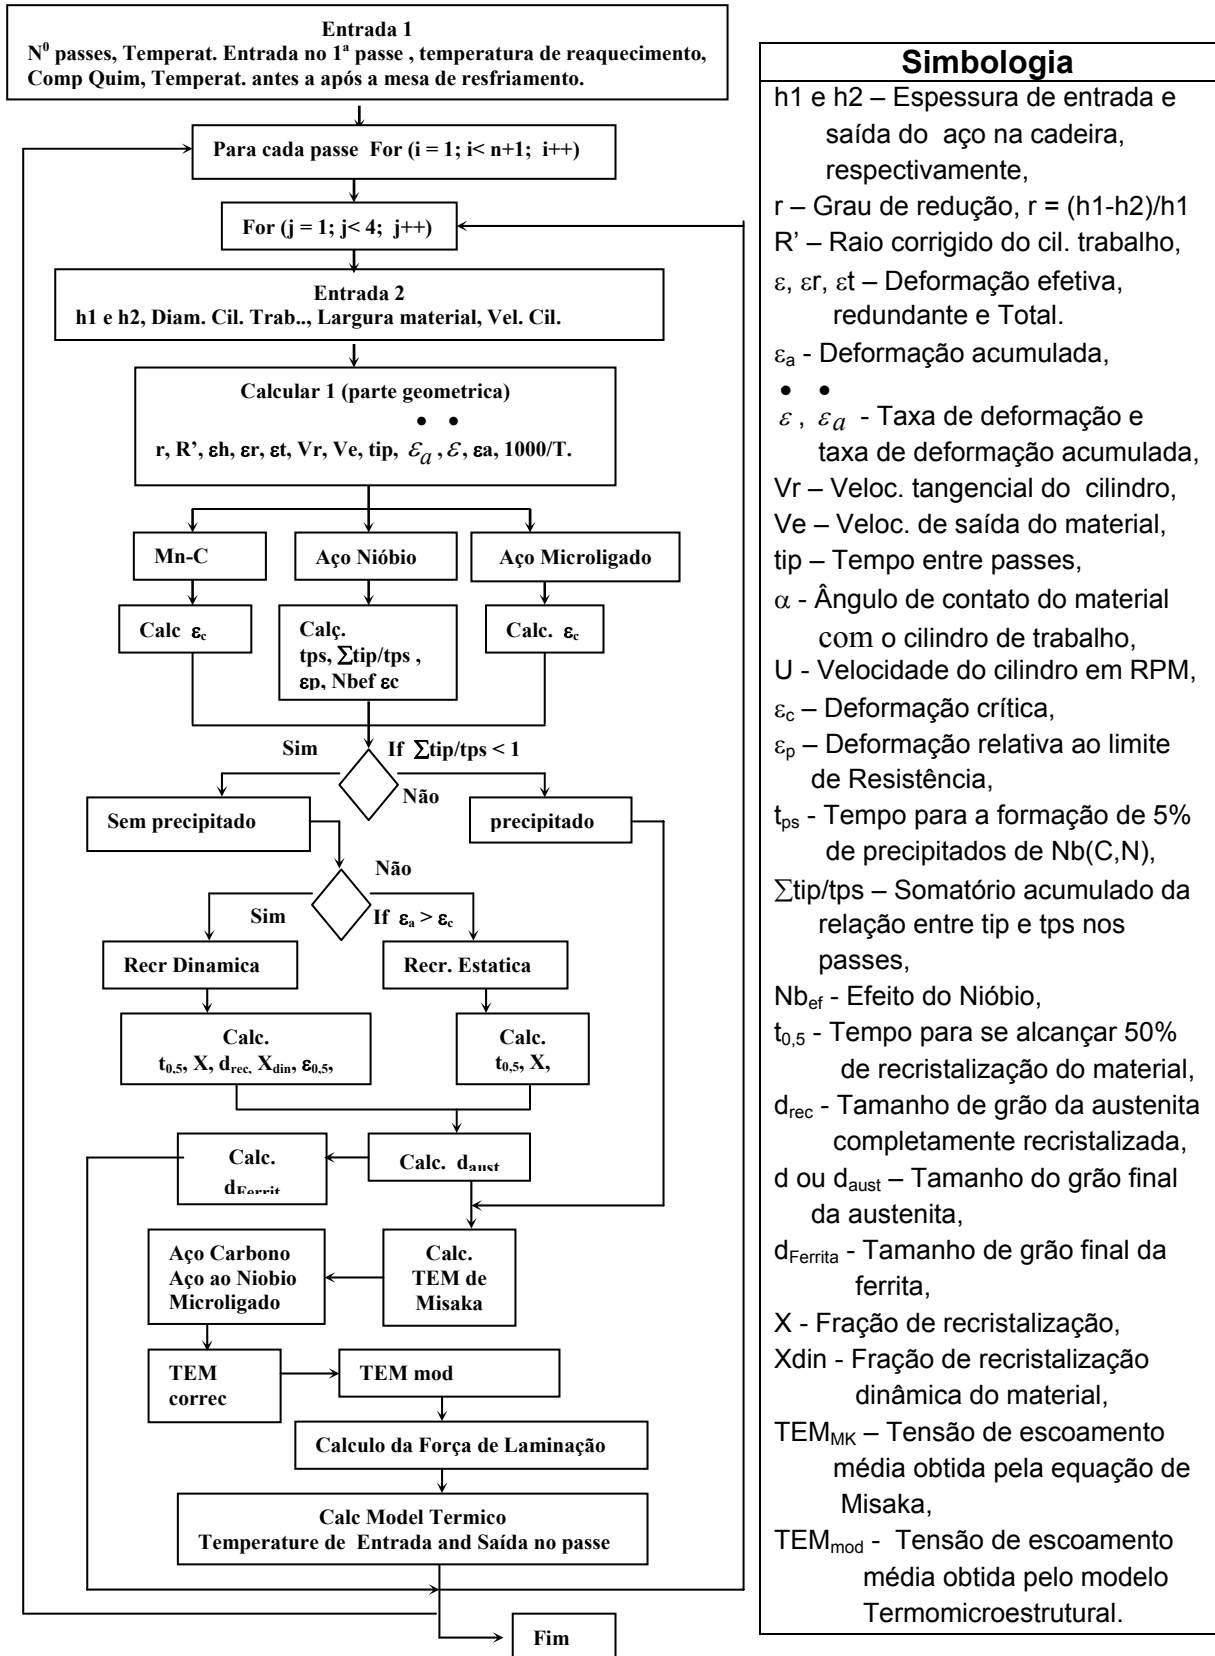 Entrada 1
N⁰ passes, Temperat. Entrada no 1ª passe , temperatura de reaquecimento,
Comp Quim, Temperat. antes a após a mesa de resfriamento.
Para cada passe For (i = 1; i< n+1; i++)
For (j = 1; j< 4; j++)
Entrada 2
h1 e h2, Diam. Cil. Trab.., Largura material, Vel. Cil.
Calcular 1 (parte geometrica)
r, R’, εh, εr, εt, Vr, Ve, tip, ε̇a , ε̇, εa, 1000/T.
Mn-C
Aço Nióbio
Aço Microligado
Calc εc
Calç.
tps, ∑tip/tps ,
εp, Nbef εc
Calc. εc
Sim
If ∑tip/tps < 1
Não
Sem precipitado
precipitado
Não
Sim
If εa > εc
Recr Dinamica
Recr. Estatica
Calc.
t0,5, X, drec, Xdin, ε0,5,
Calc.
t0,5, X,
Calc.
dFerrit
Calc. daust
Aço Carbono
Aço ao Niobio
Microligado
Calc.
TEM de
Misaka
TEM
correc
TEM mod
Calculo da Força de Laminação
Calc Model Termico
Temperature de Entrada and Saída no passe
Fim
Simbologia
h1 e h2 – Espessura de entrada e
saída do aço na cadeira,
respectivamente,
r – Grau de redução, r = (h1-h2)/h1
R’ – Raio corrigido do cil. trabalho,
ε, εr, εt – Deformação efetiva,
redundante e Total.
εa - Deformação acumulada,
ε̇ , ε̇a - Taxa de deformação e
taxa de deformação acumulada,
Vr – Veloc. tangencial do cilindro,
Ve – Veloc. de saída do material,
tip – Tempo entre passes,
α - Ângulo de contato do material
com o cilindro de trabalho,
U - Velocidade do cilindro em RPM,
εc – Deformação crítica,
εp – Deformação relativa ao limite
de Resistência,
tps - Tempo para a formação de 5%
de precipitados de Nb(C,N),
∑tip/tps – Somatório acumulado da
relação entre tip e tps nos
passes,
Nbef - Efeito do Nióbio,
t0,5 - Tempo para se alcançar 50%
de recristalização do material,
drec - Tamanho de grão da austenita
completamente recristalizada,
d ou daust – Tamanho do grão final
da austenita,
dFerrita - Tamanho de grão final da
ferrita,
X - Fração de recristalização,
Xdin - Fração de recristalização
dinâmica do material,
TEMMK – Tensão de escoamento
média obtida pela equação de
Misaka,
TEMmod - Tensão de escoamento
média obtida pelo modelo
Termomicroestrutural.